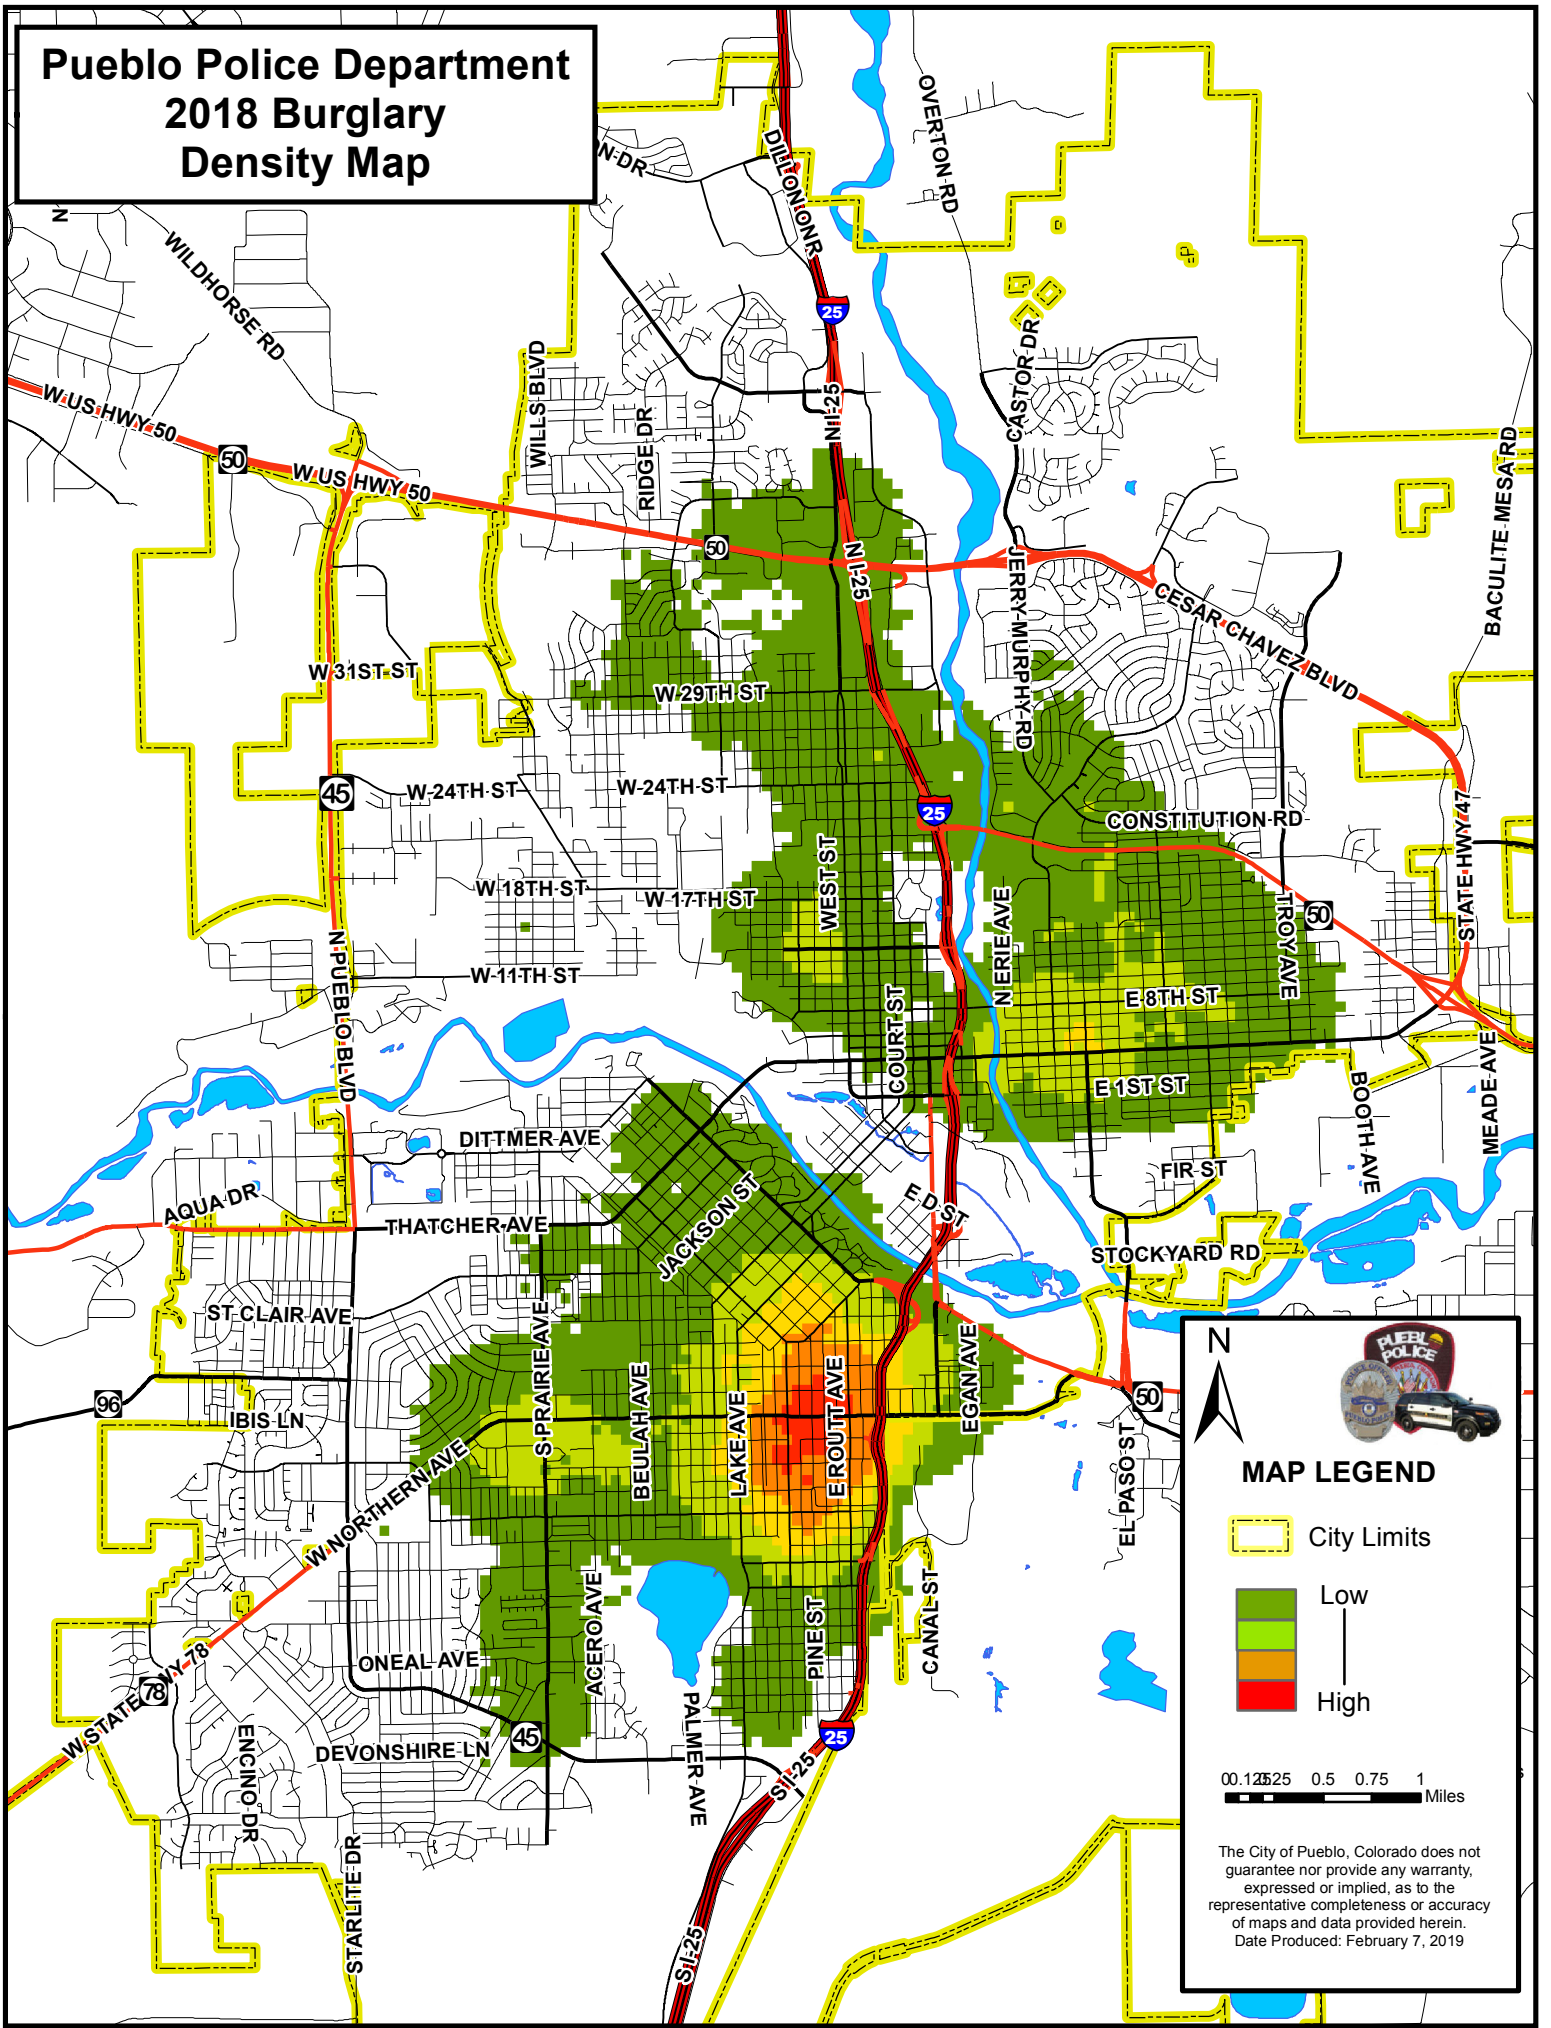 Pueblo Police Department
2018 Burglary
Density Map
N DR
DILLON
OVERTON RD
N
WILDHORSE RD
25
CASTOR DR
WILLS BLVD
N I-25
W US HWY 50
RIDGE DR
BACULITE MESA RD
50
W US HWY 50
50
N I-25
JERRY MURPHY RD
CESAR CHAVEZ BLVD
W 31ST ST
W 29TH ST
45
W 24TH ST
W 24TH ST
25
CONSTITUTION RD
STATE HWY 47
WEST ST
W 18TH ST
W 17TH ST
TROY AVE
50
N ERIE AVE
N PUEBLO BLVD
W 11TH ST
E 8TH ST
COURT ST
E 1ST ST
BOOTH AVE
MEADE AVE
DITTMER AVE
FIR ST
AQUA DR
THATCHER AVE
JACKSON ST
E D ST
STOCKYARD RD
ST CLAIR AVE
S PRAIRIE AVE
EGAN AVE
96
IBIS LN
BEULAH AVE
LAKE AVE
E ROUTT AVE
50
EL PASO ST
W NORTHERN AVE
ACERO AVE
PINE ST
CANAL ST
ONEAL AVE
78
W STATE HWY 78
ENCINO DR
DEVONSHIRE LN
45
PALMER AVE
25
S I-25
STARLITE DR
S I-25
N
PUEBLO
POLICE
MAP LEGEND
City Limits
Low
High
0 0.125 0.25 0.5 0.75 1
Miles
The City of Pueblo, Colorado does not
guarantee nor provide any warranty,
expressed or implied, as to the
representative completeness or accuracy
of maps and data provided herein.
Date Produced: February 7, 2019